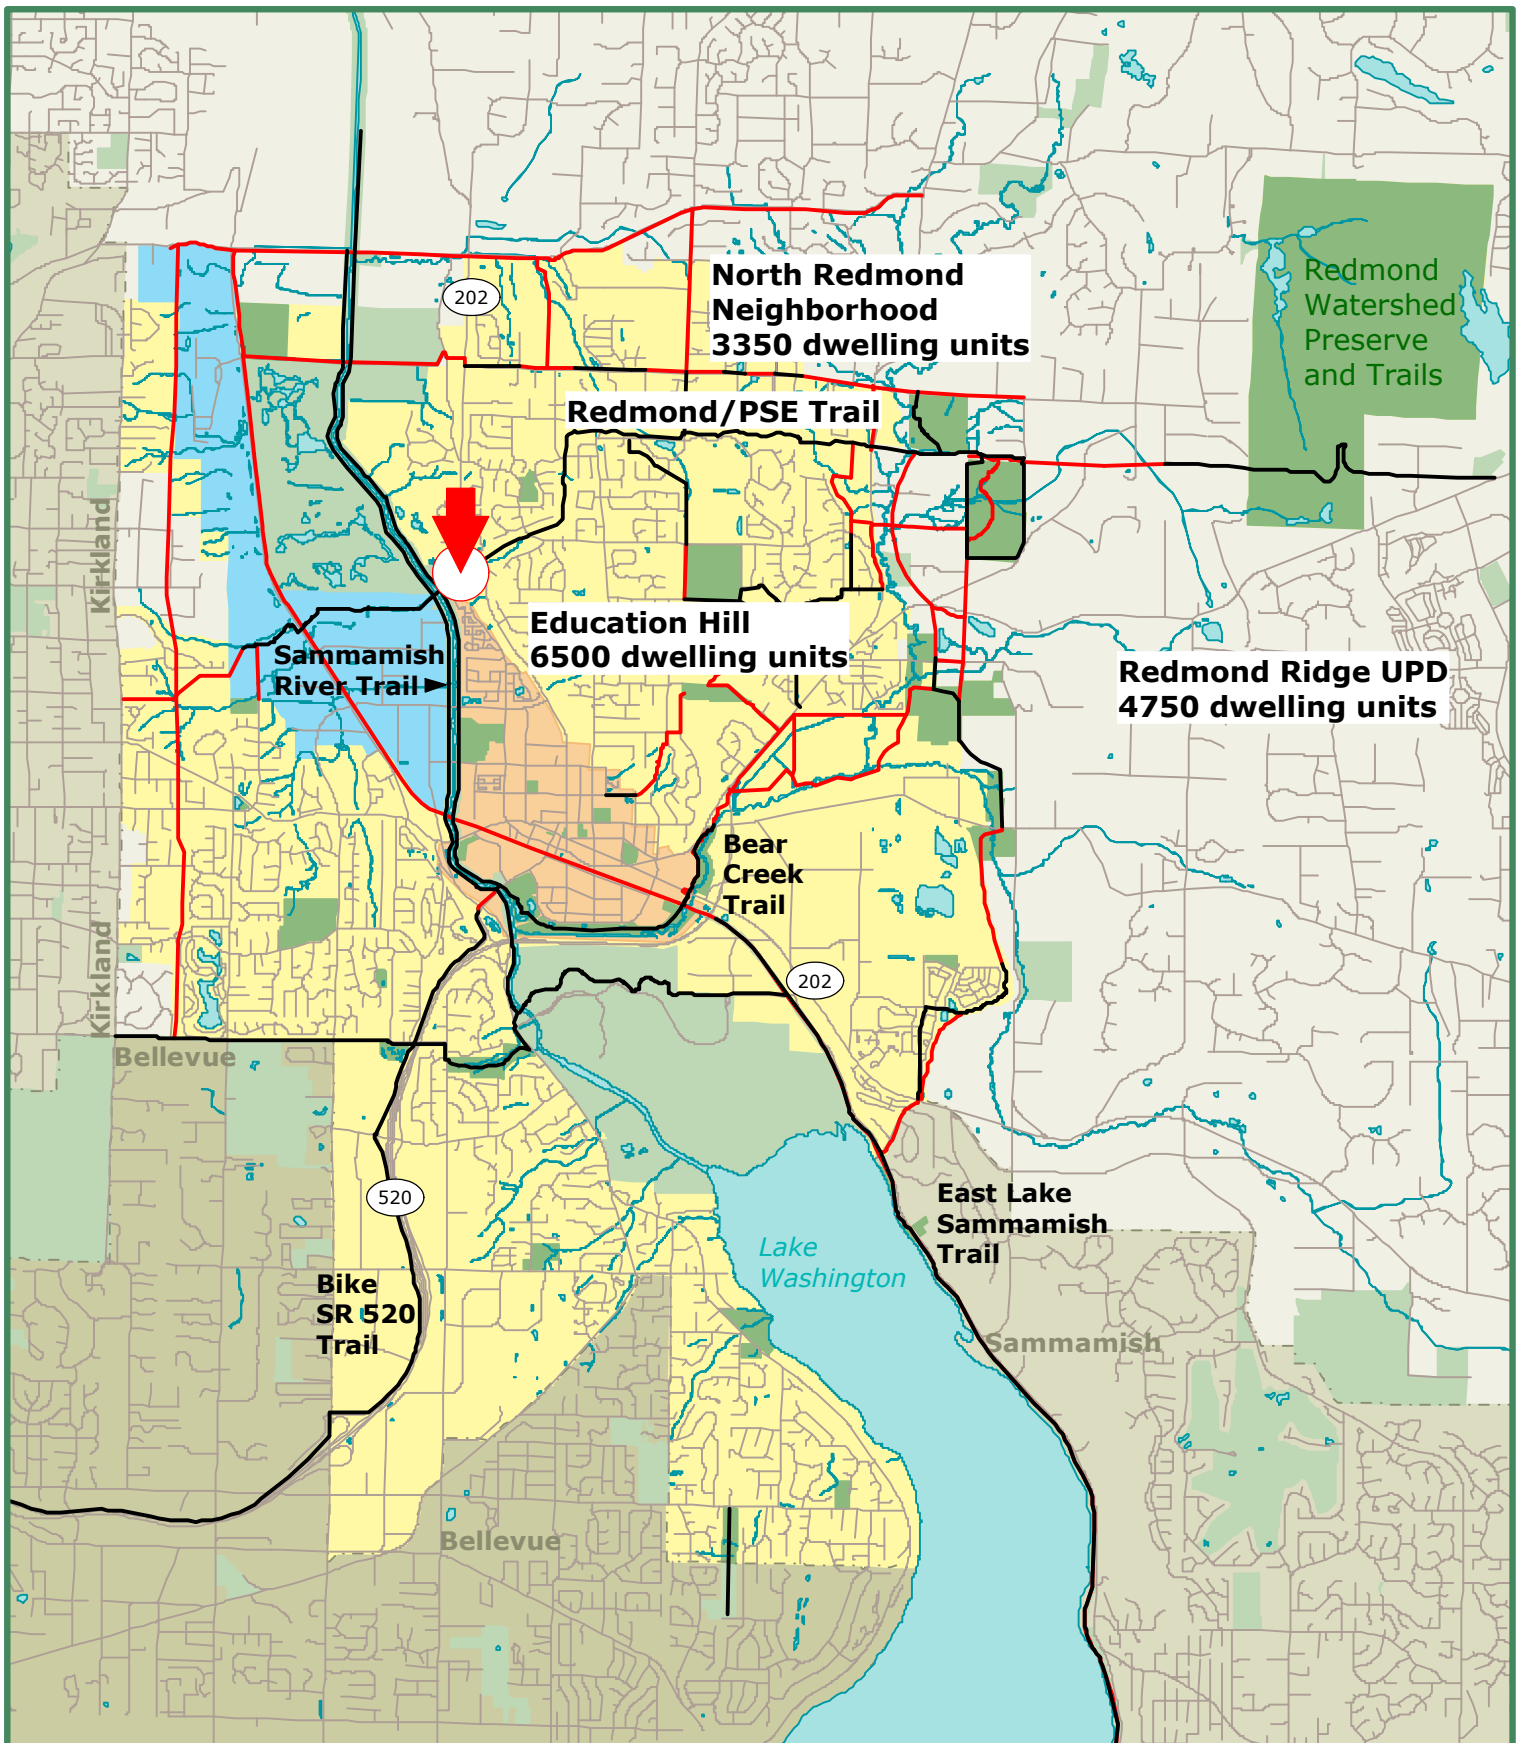 North Redmond
Neighborhood
3350 dwelling units
202
Redmond
Watershed
Preserve
and Trails
Redmond/PSE Trail
Kirkland
Education Hill
6500 dwelling units
Sammamish
River Trail
Redmond Ridge UPD
4750 dwelling units
Bear
Creek
Trail
Kirkland
202
Bellevue
520
East Lake
Sammamish
Trail
Lake
Washington
Bike
SR 520
Trail
Sammamish
Bellevue